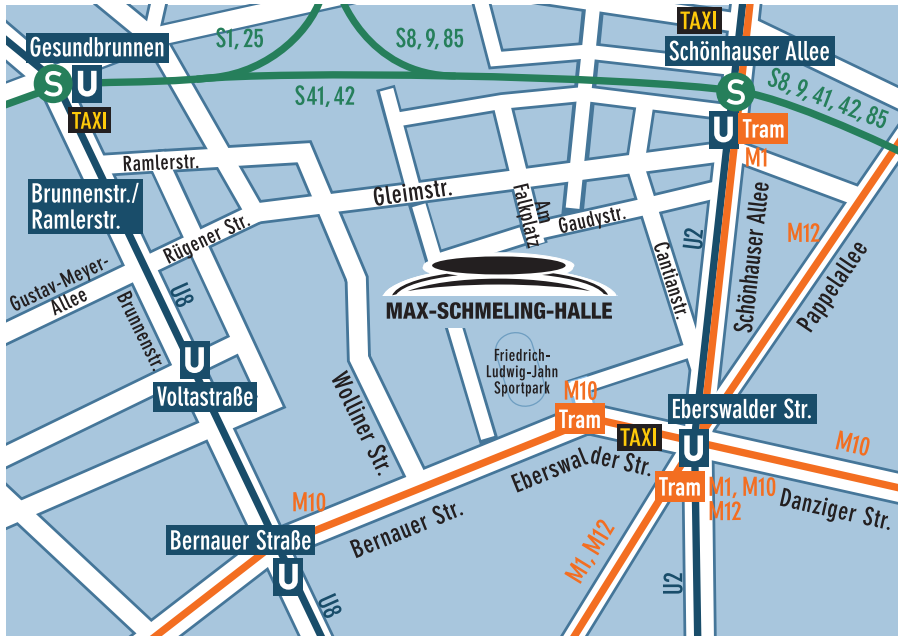 TAXI
S1, 25
S8, 9, 85
Gesundbrunnen
Schönhauser Allee
S
U
S41, 42
S
S8, 9, 41, 42, 85
TAXI
U
Tram
M1
Ramlerstr.
Brunnenstr./
Ramlerstr.
Gleimstr.
Am
Falkplatz
Gaudystr.
Rügener Str.
U2
Schönhauser Allee
M12
Pappelallee
Cantianstr.
Gustav-Meyer-
Allee
U8
Brunnenstr.
MAX-SCHMELING-HALLE
U
Voltastraße
Friedrich-
Ludwig-Jahn
Sportpark
Wolliner Str.
M10
Tram
TAXI
Eberswalder Str.
U
M10
Eberswalder Str.
Tram
M1, M10
M12
Danziger Str.
M10
Bernauer Str.
Bernauer Straße
U
U8
M1, M12
U2